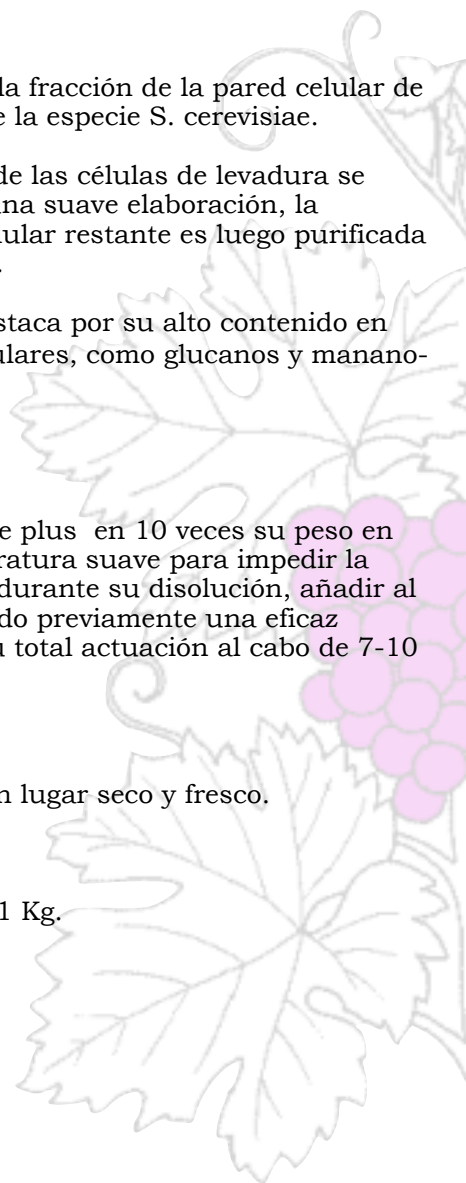 la fracción de la pared celular de
e la especie S. cerevisiae.
de las células de levadura se
una suave elaboración, la
lular restante es luego purificada
.
staca por su alto contenido en
ulares, como glucanos y manano-
e plus en 10 veces su peso en
ratura suave para impedir la
durante su disolución, añadir al
do previamente una eficaz
u total actuación al cabo de 7-10
n lugar seco y fresco.
1 Kg.